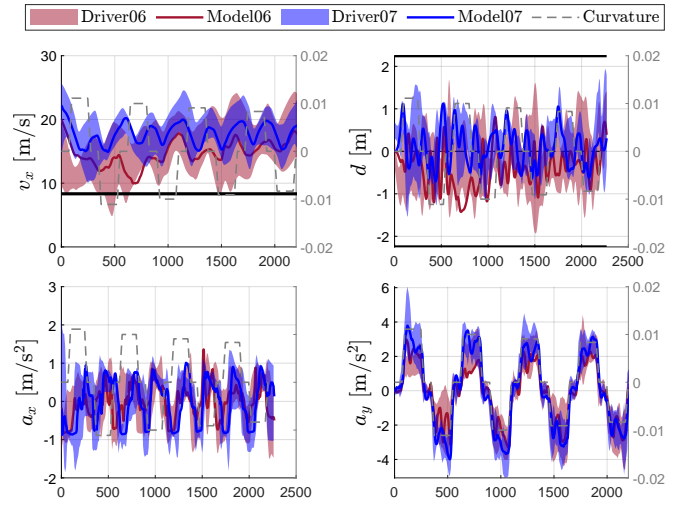 Driver06 Model06 Driver07 Model07 Curvature
30 0.02
20 0.01
v_x [m/s] 0
10 -0.01
0 -0.02
0 500 1000 1500 2000
2 0.02
1 0.01
d [m] 0 0
-1 -0.01
-2 -0.02
0 500 1000 1500 2000 2500
3 0.02
2 0.01
1
a_x [m/s²] 0 0
-1 -0.01
-2 -0.02
0 500 1000 1500 2000 2500
6 0.02
4 0.01
2
a_y [m/s²] 0 0
-2 -0.01
-4 -0.02
0 500 1000 1500 2000